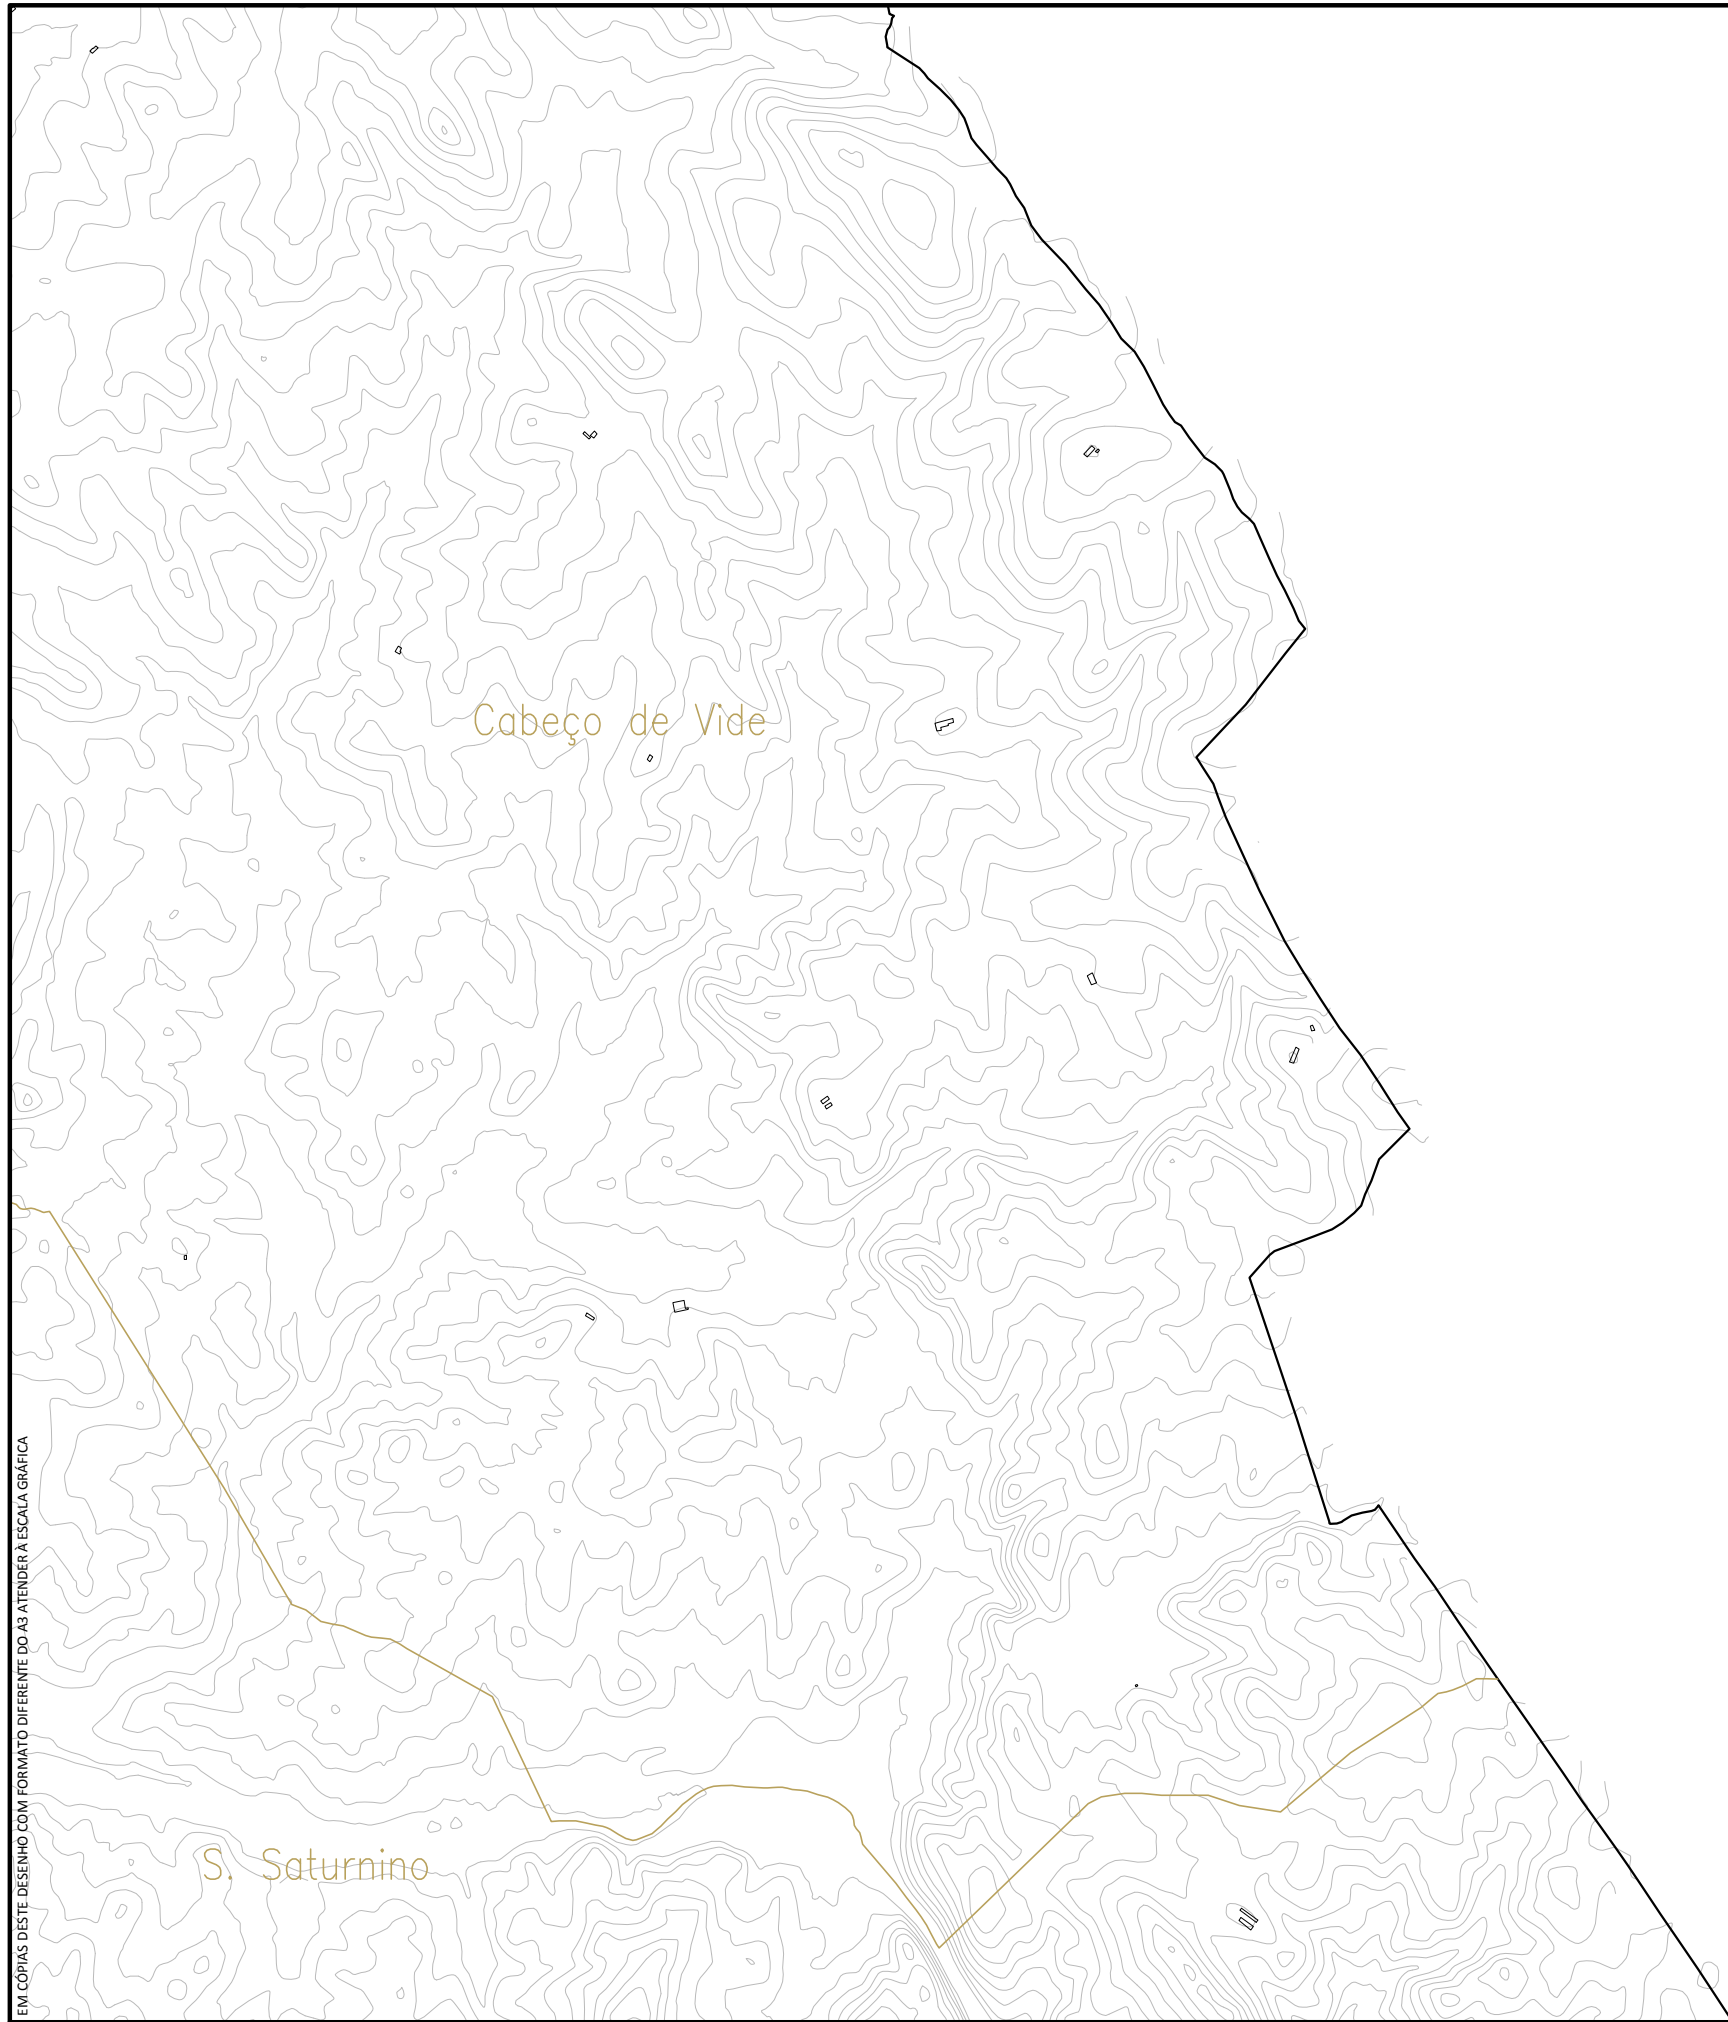 Cabeço de Vide
S. Saturnino
EM CÓPIAS DESTE DESENHO COM FORMATO DIFERENTE DO A3 ATENDER À ESCALA GRÁFICA